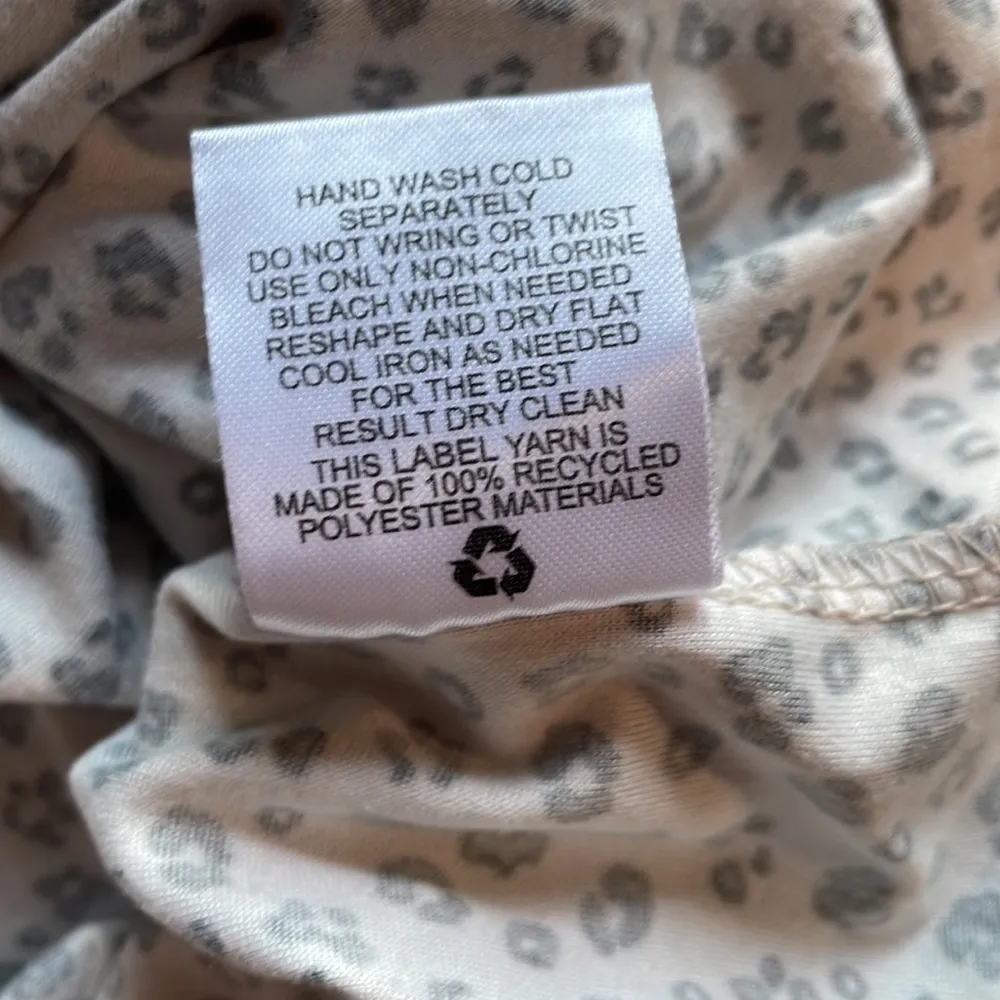 HAND WASH COLD
SEPARATELY
DO NOT WRING OR TWIST
USE ONLY NON-CHLORINE
BLEACH WHEN NEEDED
RESHAPE AND DRY FLAT
COOL IRON AS NEEDED
FOR THE BEST
RESULT DRY CLEAN
THIS LABEL YARN IS
MADE OF 100% RECYCLED
POLYESTER MATERIALS